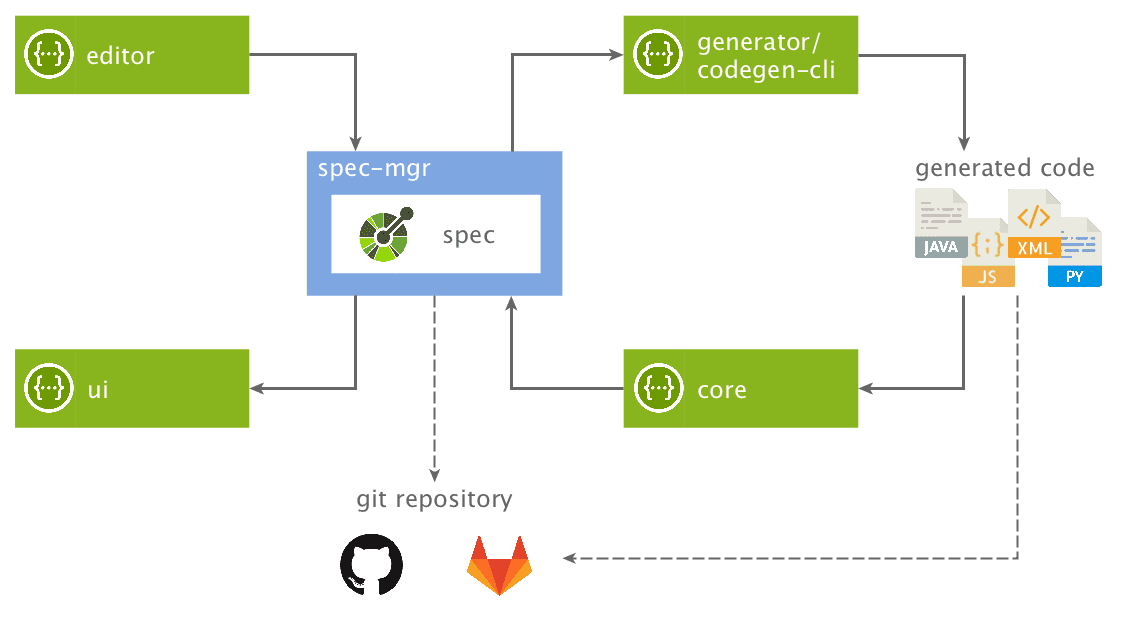 {···} editor
{···} generator/
codegen-cli
spec-mgr
spec
generated code
JAVA
{;} JS
</> XML
PY
{···} ui
{···} core
git repository